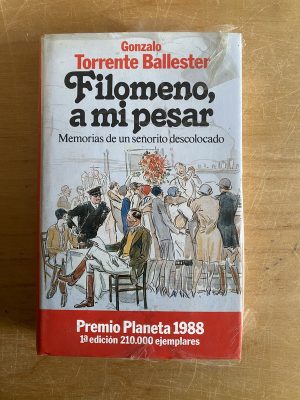 Gonzalo
Torrente Ballester
Filomeno,
a mi pesar
Memorias de un señorito descolocado
Premio Planeta 1988
1ª edición 210.000 ejemplares